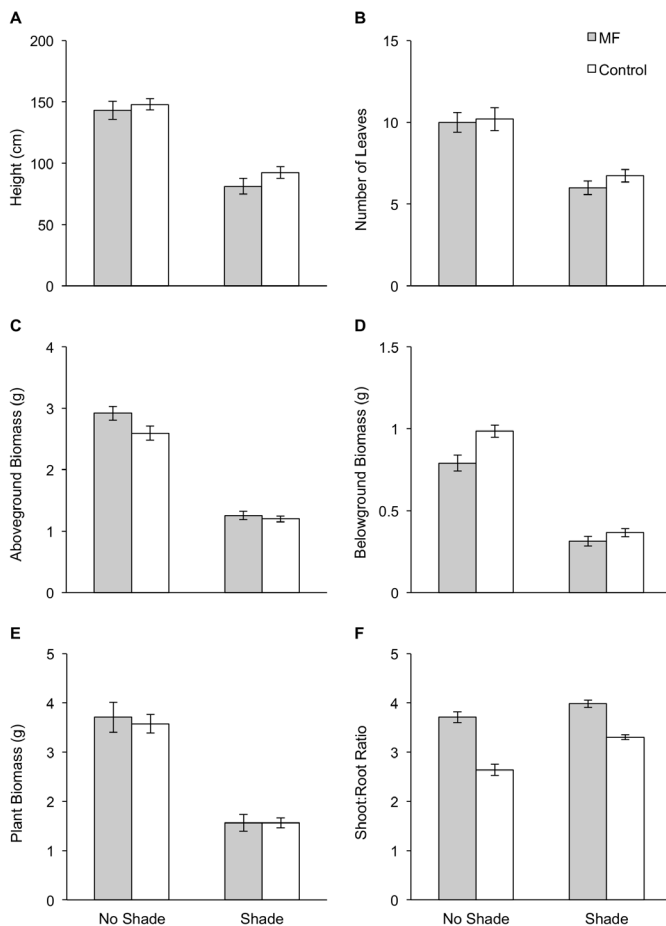 A
200
150
100
50
0
Height (cm)
B
15
10
5
0
Number of Leaves
MF
Control
C
4
3
2
1
0
Aboveground Biomass (g)
D
1.5
1
0.5
0
Belowground Biomass (g)
E
5
4
3
2
1
0
Plant Biomass (g)
No Shade Shade
F
5
4
3
2
1
0
Shoot:Root Ratio
No Shade Shade